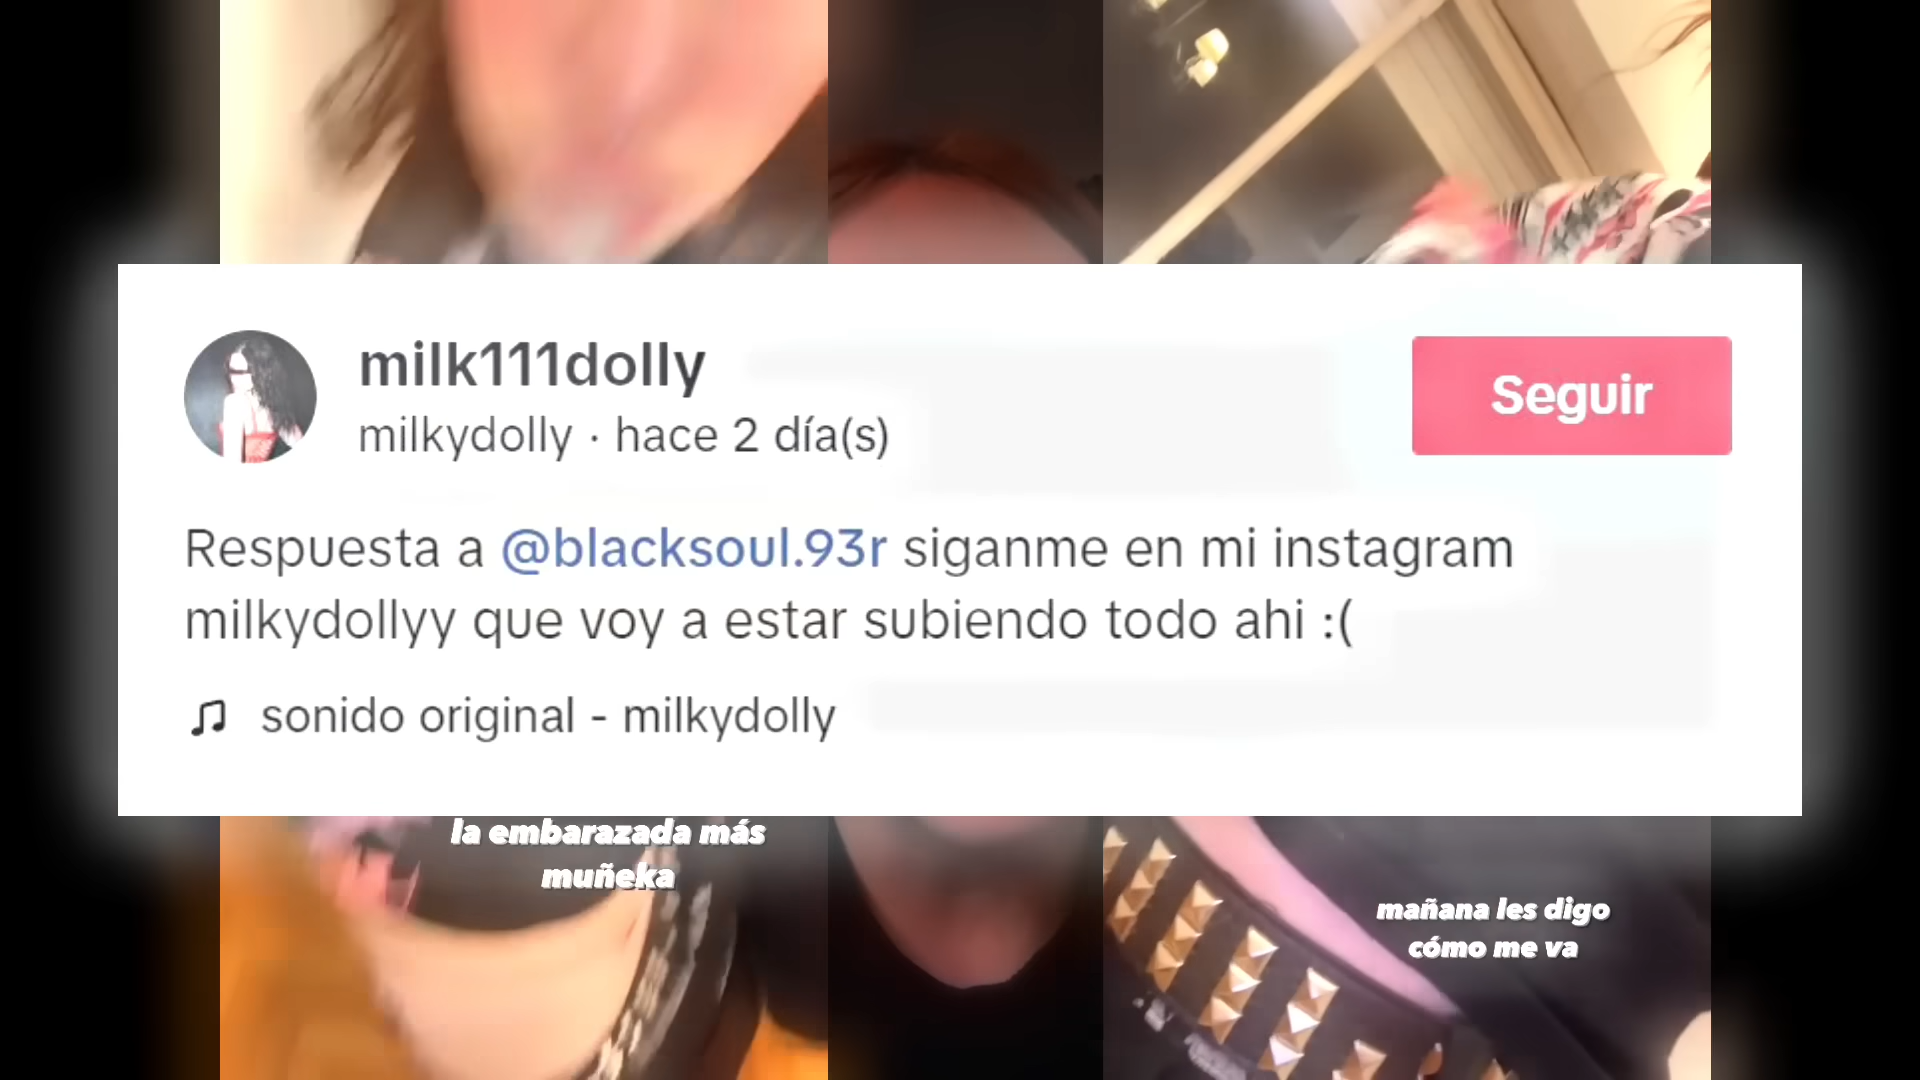 milk111dolly
milkydolly · hace 2 día(s)
Seguir
Respuesta a @blacksoul.93r siganme en mi instagram
milkydollyy que voy a estar subiendo todo ahi :(
sonido original - milkydolly
la embarazada más
muñeka
mañana les digo
cómo me va